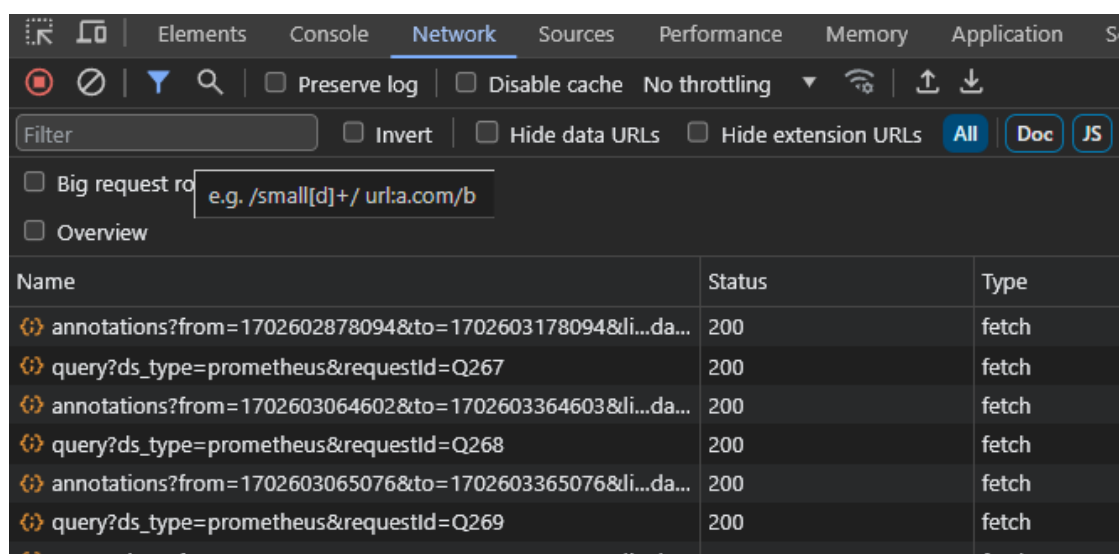 Elements Console Network Sources Performance Memory Application S
Preserve log Disable cache No throttling
Filter Invert Hide data URLs Hide extension URLs All Doc JS
Big request ro
e.g. /small[d]+/ url:a.com/b
Overview
Name Status Type
annotations?from=1702602878094&to=1702603178094&li...da... 200 fetch
query?ds_type=prometheus&requestId=Q267 200 fetch
annotations?from=1702603064602&to=1702603364603&li...da... 200 fetch
query?ds_type=prometheus&requestId=Q268 200 fetch
annotations?from=1702603065076&to=1702603365076&li...da... 200 fetch
query?ds_type=prometheus&requestId=Q269 200 fetch